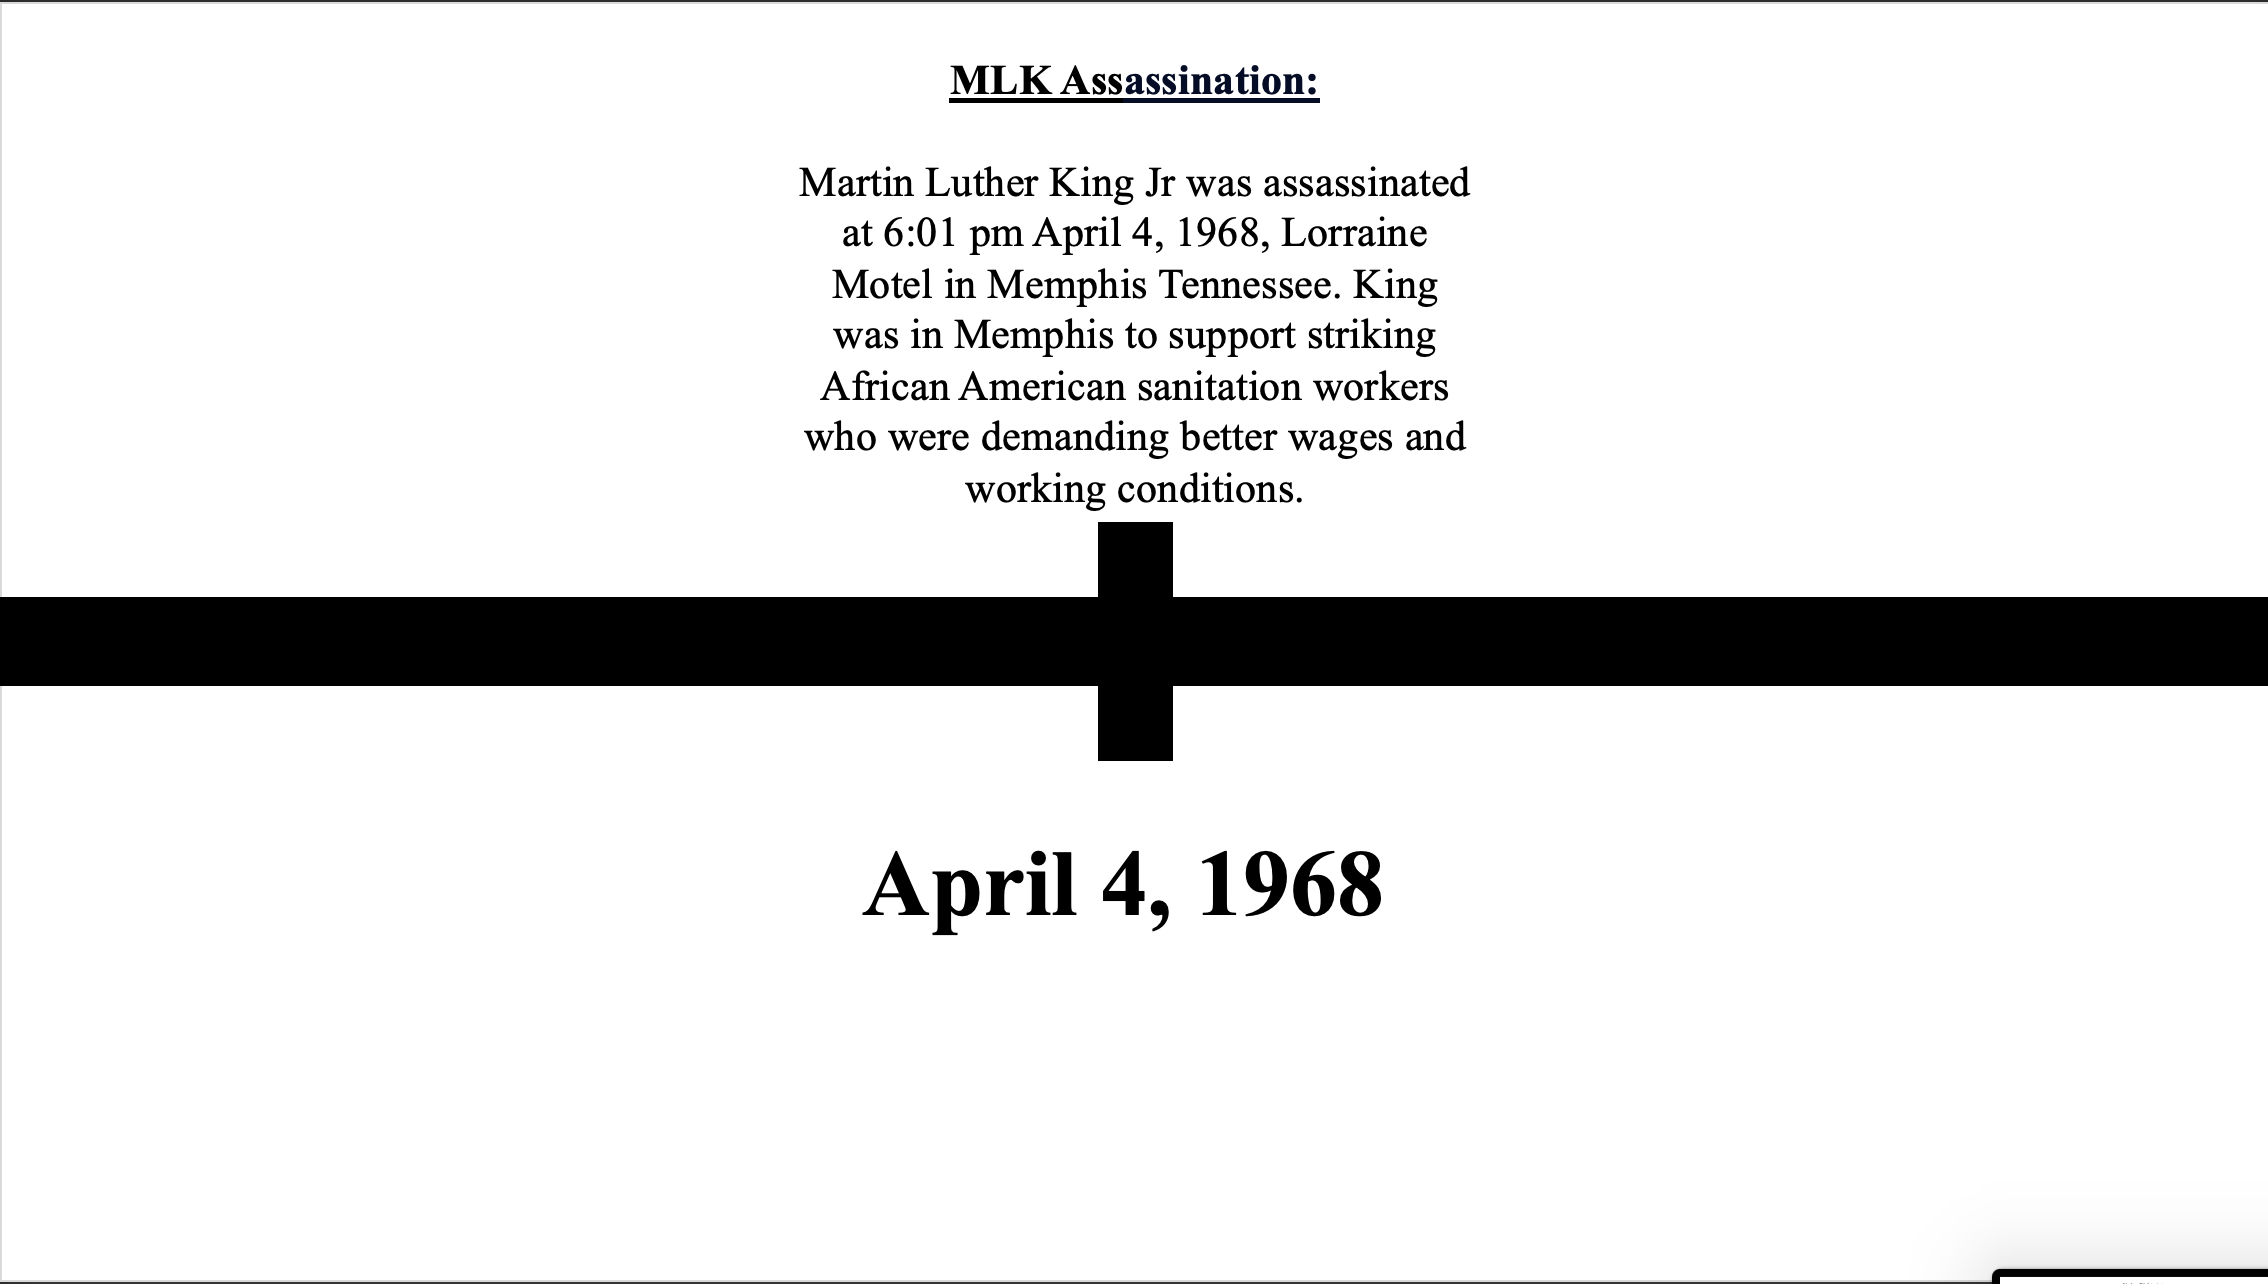 MLK Assassination:
Martin Luther King Jr was assassinated
at 6:01 pm April 4, 1968, Lorraine
Motel in Memphis Tennessee. King
was in Memphis to support striking
African American sanitation workers
who were demanding better wages and
working conditions.
April 4, 1968